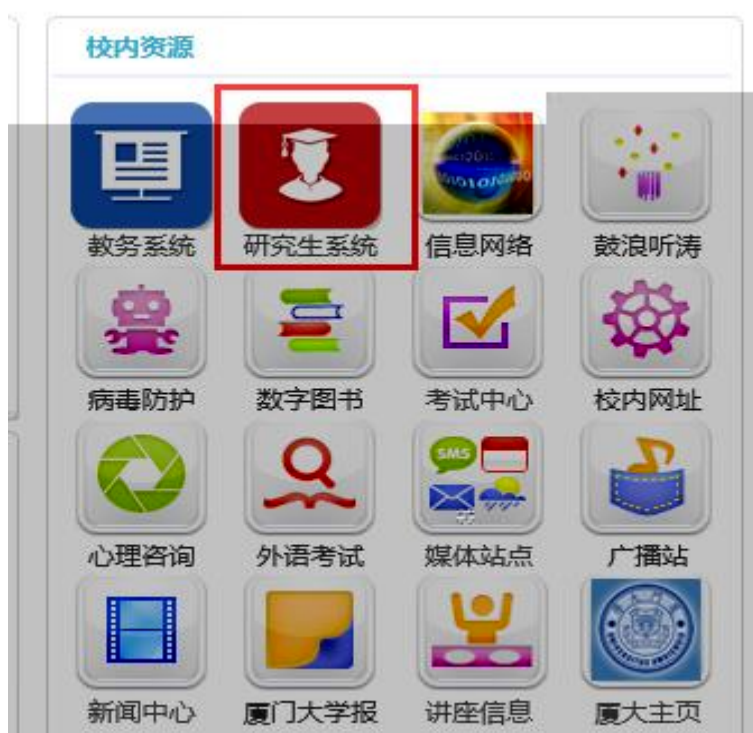 校内资源
教务系统 研究生系统 信息网络 鼓浪听涛
病毒防护 数字图书 考试中心 校内网址
SMS
心理咨询 外语考试 媒体站点 广播站
新闻中心 厦门大学报 讲座信息 厦大主页